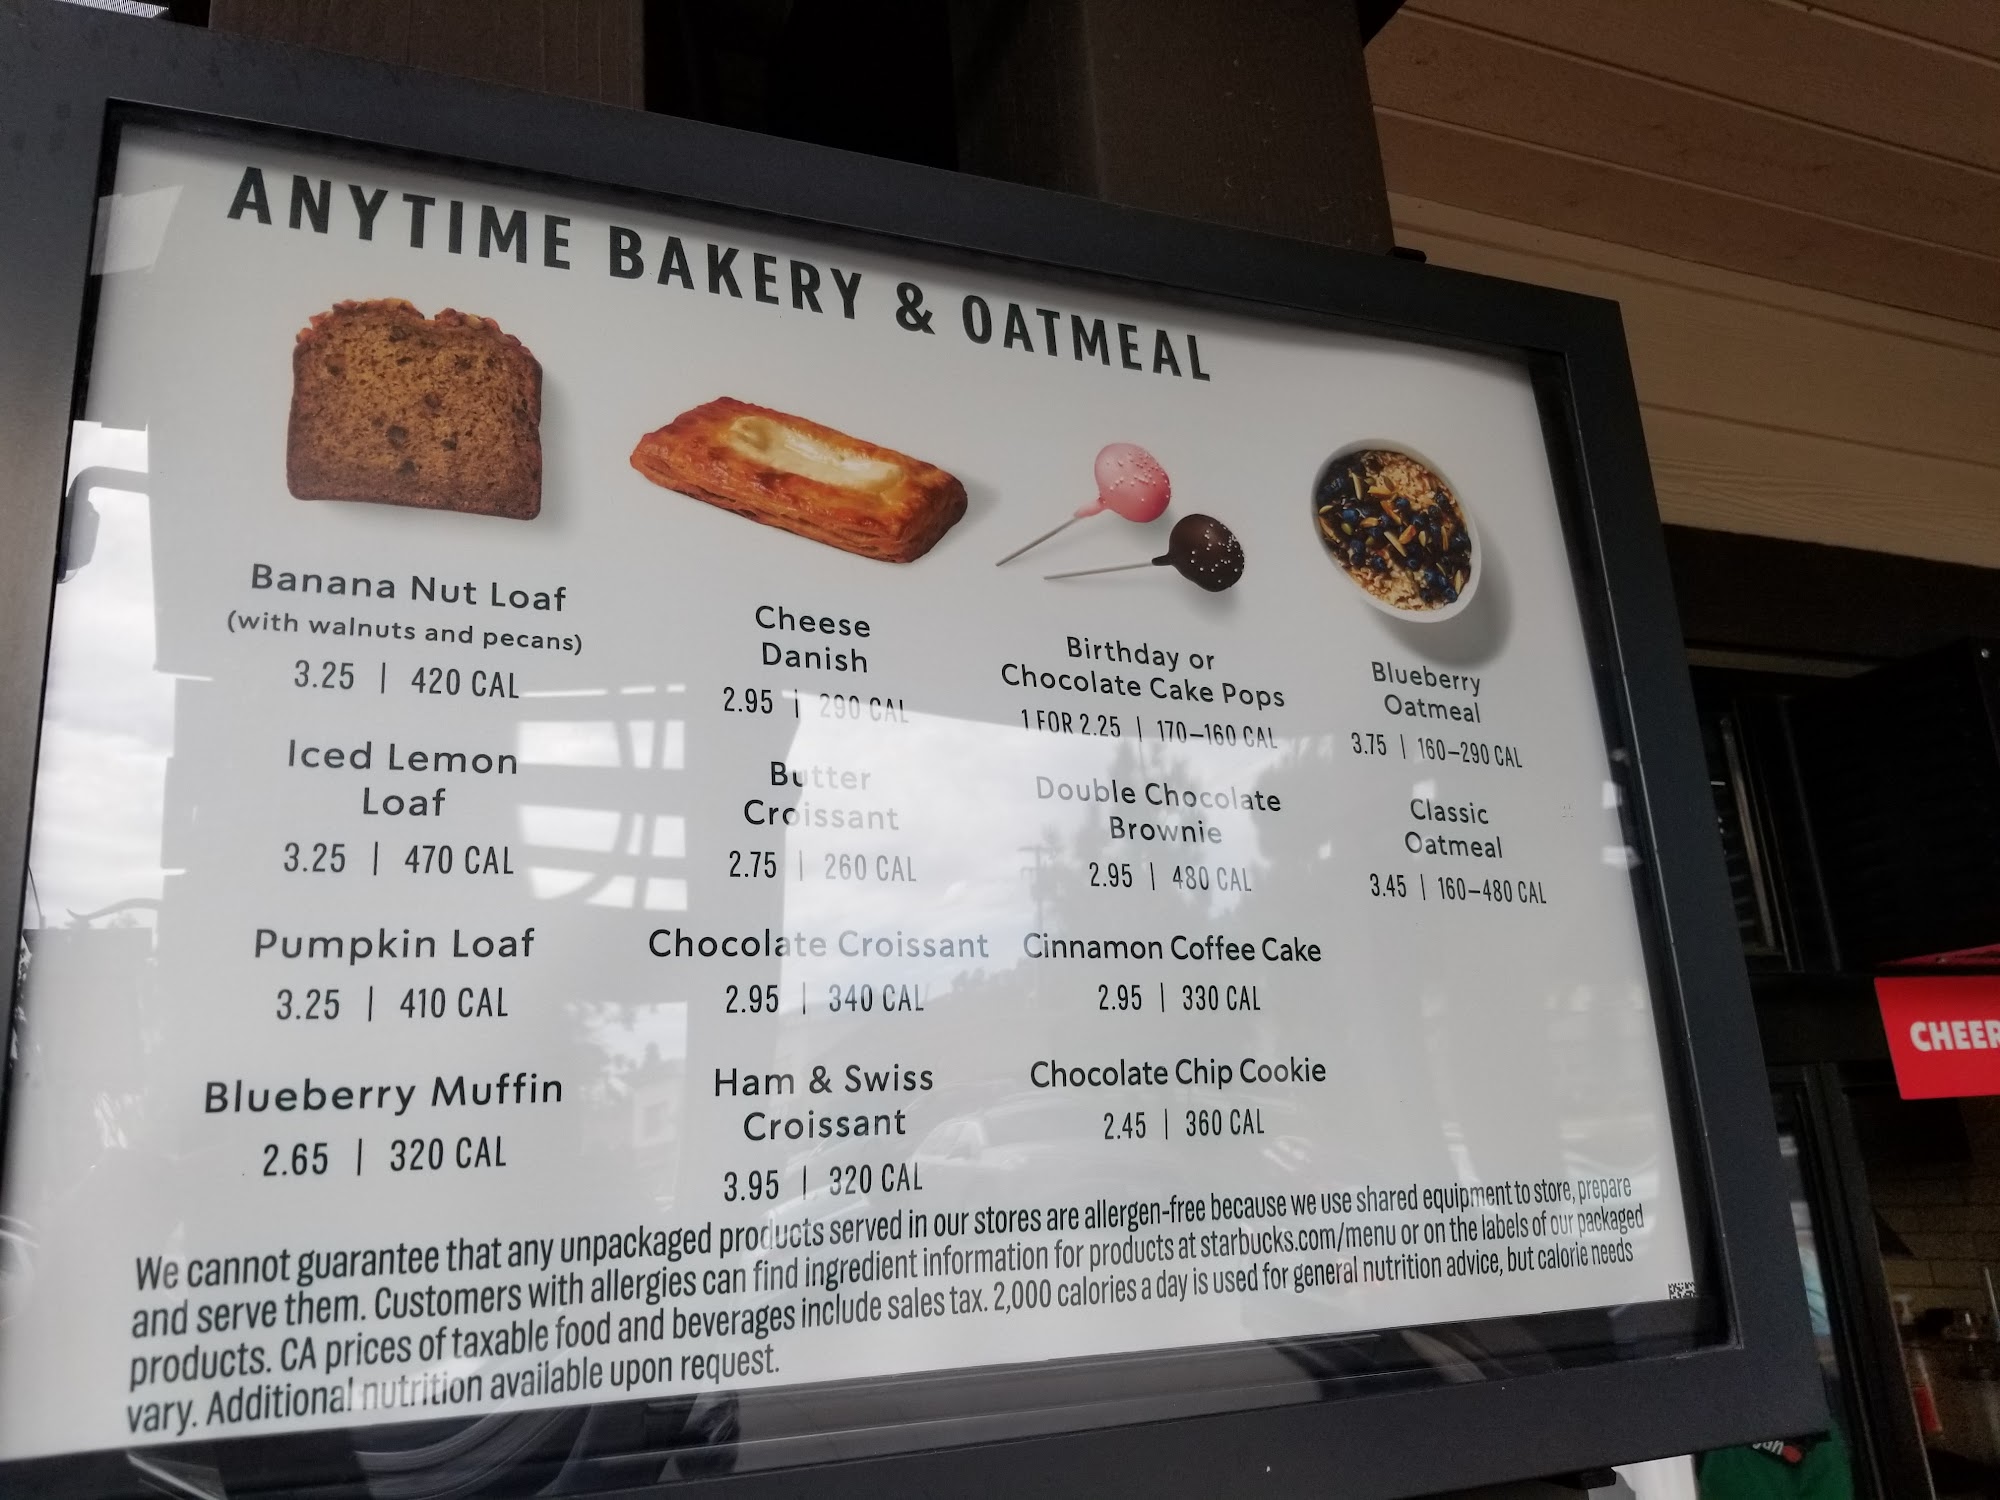 ANYTIME BAKERY & OATMEAL
Banana Nut Loaf
(with walnuts and pecans)
3.25 | 420 CAL
Iced Lemon
Loaf
3.25 | 470 CAL
Pumpkin Loaf
3.25 | 410 CAL
Blueberry Muffin
2.65 | 320 CAL
Cheese
Danish
2.95 | 290 CAL
Butter
Croissant
2.75 | 260 CAL
Chocolate Croissant
2.95 | 340 CAL
Ham & Swiss
Croissant
3.95 | 320 CAL
Birthday or
Chocolate Cake Pops
1 FOR 2.25 | 170–160 CAL
Double Chocolate
Brownie
2.95 | 480 CAL
Cinnamon Coffee Cake
2.95 | 330 CAL
Chocolate Chip Cookie
2.45 | 360 CAL
Blueberry
Oatmeal
3.75 | 160–290 CAL
Classic
Oatmeal
3.45 | 160–480 CAL
We cannot guarantee that any unpackaged products served in our stores are allergen-free because we use shared equipment to store, prepare
and serve them. Customers with allergies can find ingredient information for products at starbucks.com/menu or on the labels of our packaged
products. CA prices of taxable food and beverages include sales tax. 2,000 calories a day is used for general nutrition advice, but calorie needs
vary. Additional nutrition available upon request.
CHEER